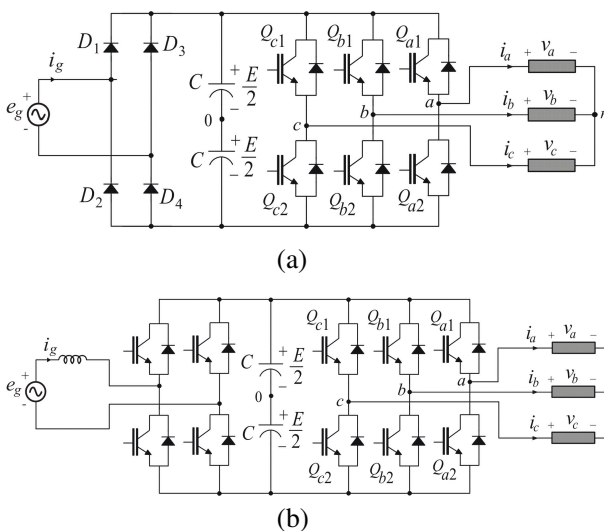 D1 D3
ig
eg
+
-
D2 D4
C + E/2 -
0
C + E/2 -
Qc1 Qb1 Qa1
a
b
c
Qc2 Qb2 Qa2
ia + va -
ib + vb - n
ic + vc -
(a)
ig
eg
+
-
C + E/2 -
0
C + E/2 -
Qc1 Qb1 Qa1
a
b
c
Qc2 Qb2 Qa2
ia + va -
ib + vb -
ic + vc -
(b)